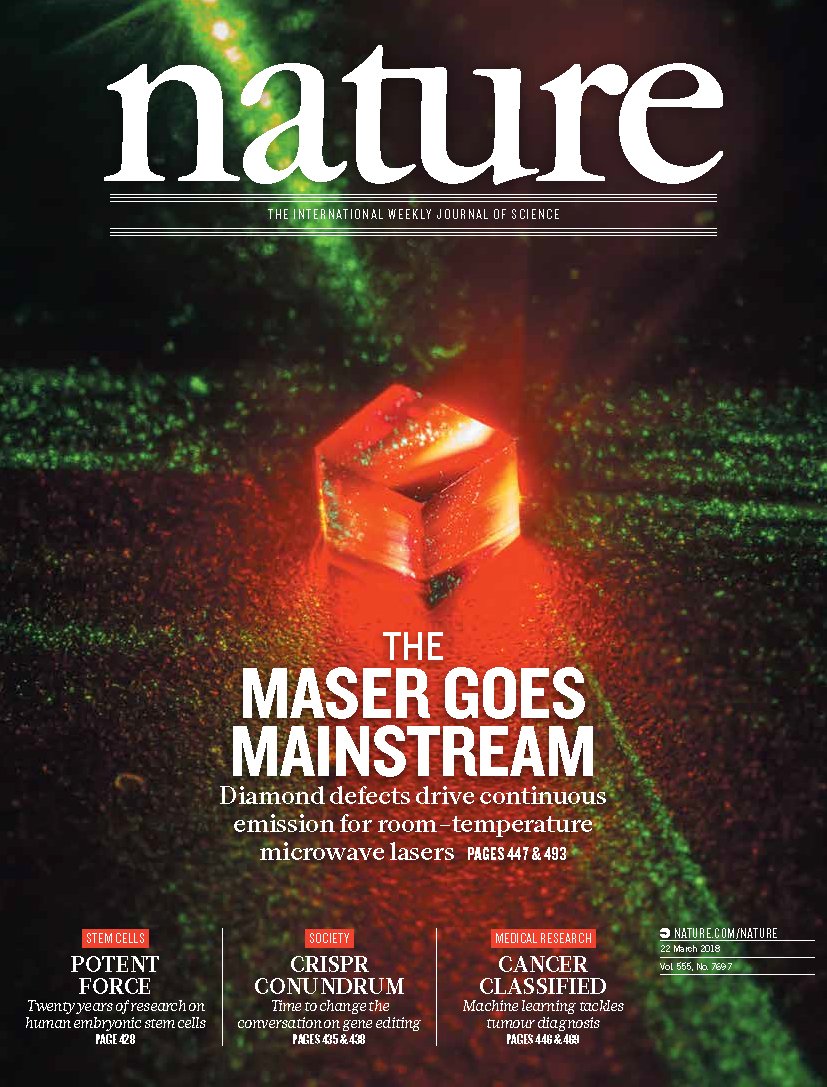 nature
THE INTERNATIONAL WEEKLY JOURNAL OF SCIENCE
THE
MASER GOES
MAINSTREAM
Diamond defects drive continuous
emission for room-temperature
microwave lasers PAGES 447 & 493
STEM CELLS
POTENT
FORCE
Twenty years of research on
human embryonic stem cells
PAGE 428
SOCIETY
CRISPR
CONUNDRUM
Time to change the
conversation on gene editing
PAGES 435 & 438
MEDICAL RESEARCH
CANCER
CLASSIFIED
Machine learning tackles
tumour diagnosis
PAGES 446 & 469
NATURE.COM/NATURE
22 March 2018
Vol. 555, No. 7697